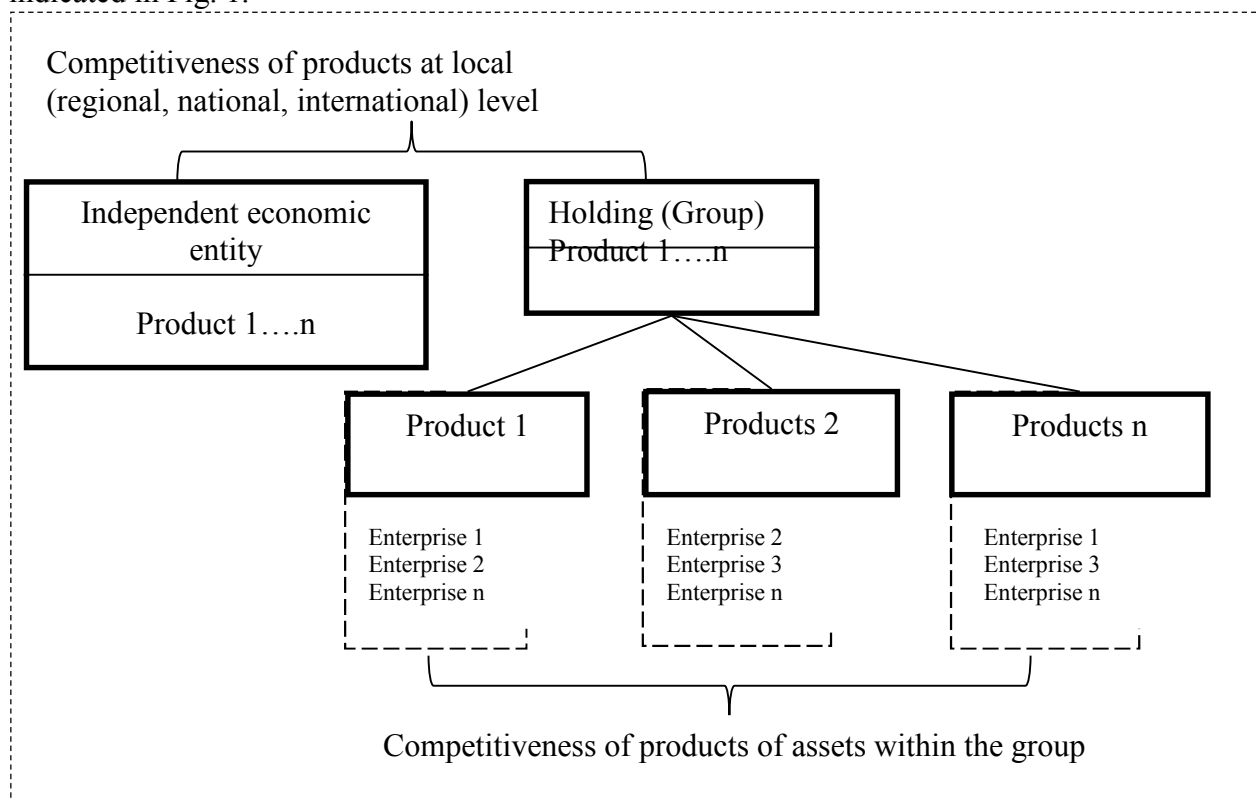 indicated in Fig. 1.
Competitiveness of products at local
(regional, national, international) level
Independent economic
entity
Product 1….n
Holding (Group)
Product 1….n
Product 1
Products 2
Products n
Enterprise 1
Enterprise 2
Enterprise n
Enterprise 2
Enterprise 3
Enterprise n
Enterprise 1
Enterprise 3
Enterprise n
Competitiveness of products of assets within the group